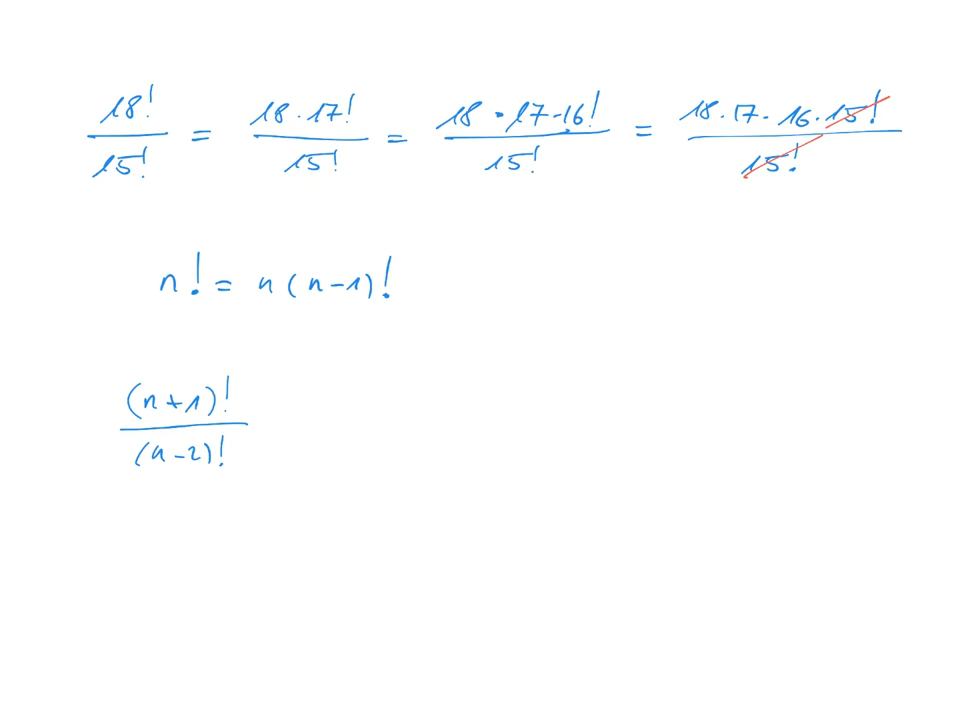 18!/15! = 18·17!/15! = 18·17·16!/15! = 18·17·16·15!/15!
n! = n(n-1)!
(n+1)!/(n-2)!